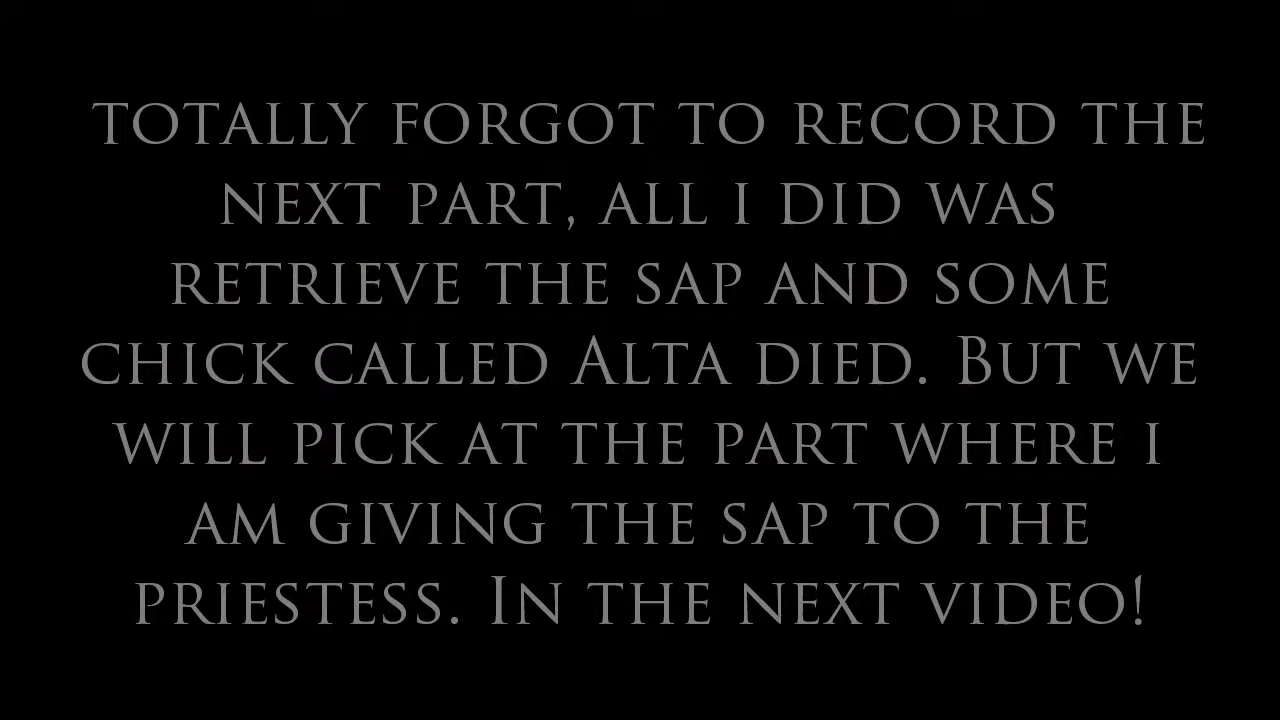 totally forgot to record the
next part, all i did was
retrieve the sap and some
chick called Alta died. But we
will pick at the part where i
am giving the sap to the
priestess. In the next video!